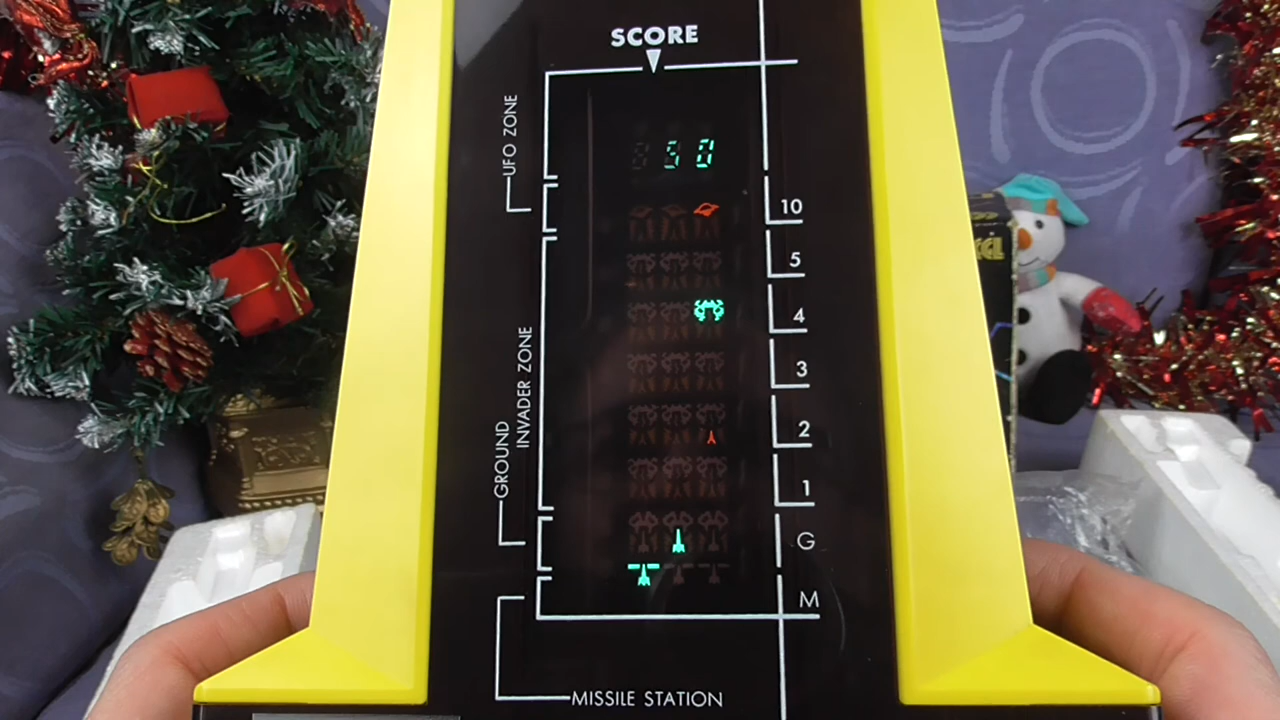 SCORE
UFO ZONE
50
10
5
4
INVADER ZONE
3
2
GROUND
1
G
M
MISSILE STATION